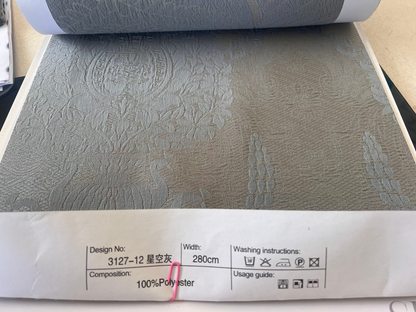 Design No:
3127-12 星空灰
Width:
280cm
Washing instructions:
Composition:
100%Polyester
Usage guide: